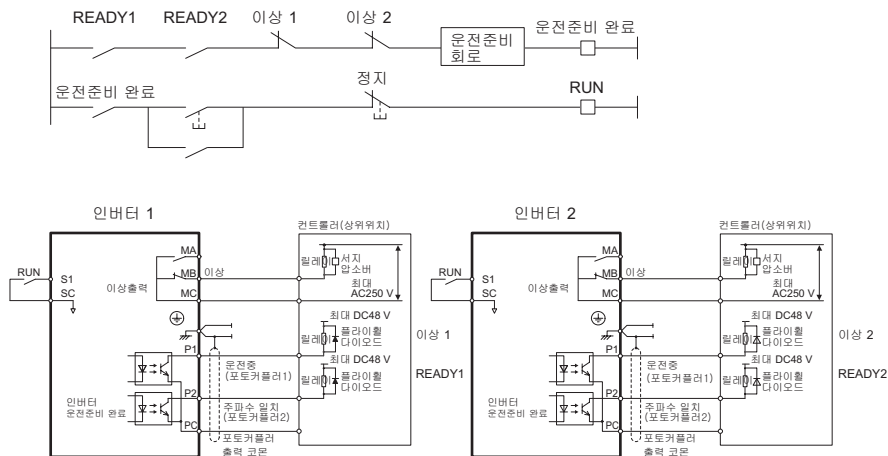 READY1 READY2 이상 1 이상 2 운전준비 완료
운전준비
회로
운전준비 완료 정지 RUN
인버터 1
컨트롤러(상위위치)
RUN
S1
SC
이상출력
MA
MB
MC
이상
릴레이
서지
압소버
최대
AC250 V
최대 DC48 V
릴레이
플라이휠
다이오드
이상 1
P1
운전중
(포토커플러1)
최대 DC48 V
릴레이
플라이휠
다이오드
READY1
인버터
운전준비 완료
P2
주파수 일치
(포토커플러2)
PC
포토커플러
출력 코몬
인버터 2
컨트롤러(상위위치)
RUN
S1
SC
이상출력
MA
MB
MC
이상
릴레이
서지
압소버
최대
AC250 V
최대 DC48 V
릴레이
플라이휠
다이오드
이상 2
P1
운전중
(포토커플러1)
최대 DC48 V
릴레이
플라이휠
다이오드
READY2
인버터
운전준비 완료
P2
주파수 일치
(포토커플러2)
PC
포토커플러
출력 코몬